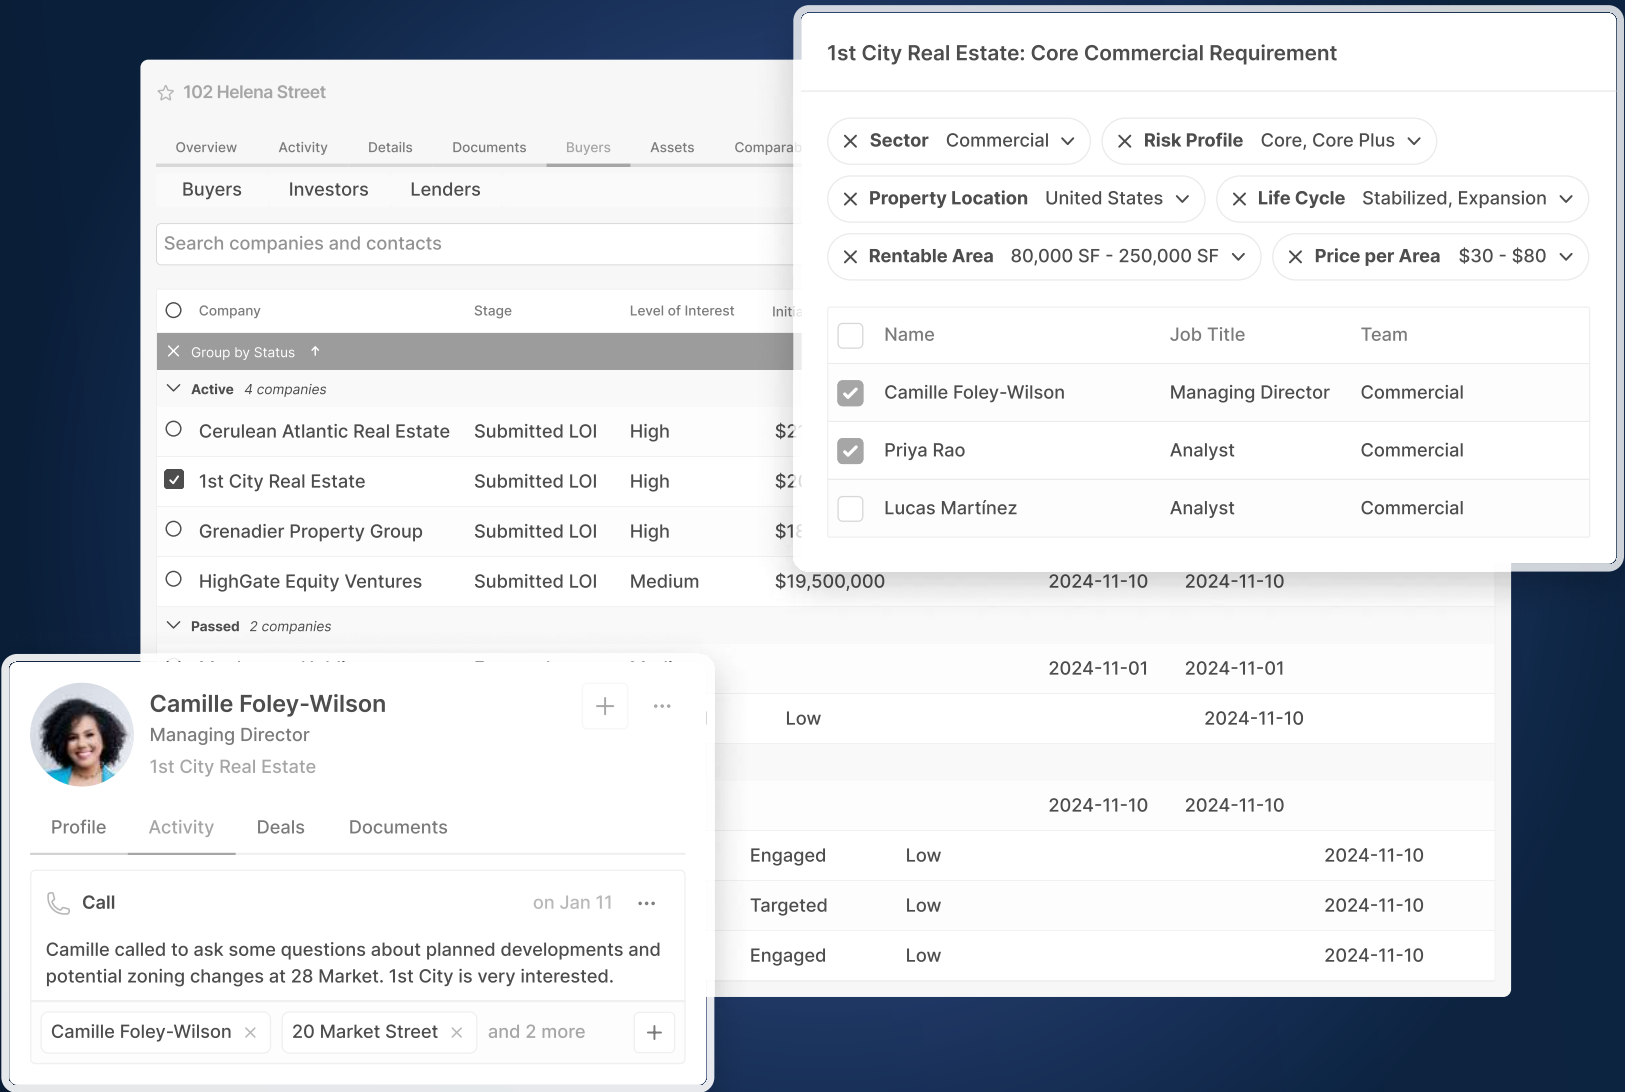 1st City Real Estate: Core Commercial Requirement
Sector Commercial
Risk Profile Core, Core Plus
Property Location United States
Life Cycle Stabilized, Expansion
Rentable Area 80,000 SF - 250,000 SF
Price per Area $30 - $80
Name Job Title Team
Camille Foley-Wilson Managing Director Commercial
Priya Rao Analyst Commercial
Lucas Martínez Analyst Commercial
102 Helena Street
Overview Activity Details Documents Buyers Assets
Buyers Investors Lenders
Search companies and contacts
Company Stage Level of Interest
Group by Status ↑
Active 4 companies
Cerulean Atlantic Real Estate Submitted LOI High
1st City Real Estate Submitted LOI High
Grenadier Property Group Submitted LOI High
HighGate Equity Ventures Submitted LOI Medium $19,500,000 2024-11-10 2024-11-10
Passed 2 companies
2024-11-01 2024-11-01
Low 2024-11-10
2024-11-10 2024-11-10
Engaged Low 2024-11-10
Targeted Low 2024-11-10
Engaged Low 2024-11-10
Camille Foley-Wilson
Managing Director
1st City Real Estate
Profile Activity Deals Documents
Call on Jan 11
Camille called to ask some questions about planned developments and
potential zoning changes at 28 Market. 1st City is very interested.
Camille Foley-Wilson 20 Market Street and 2 more